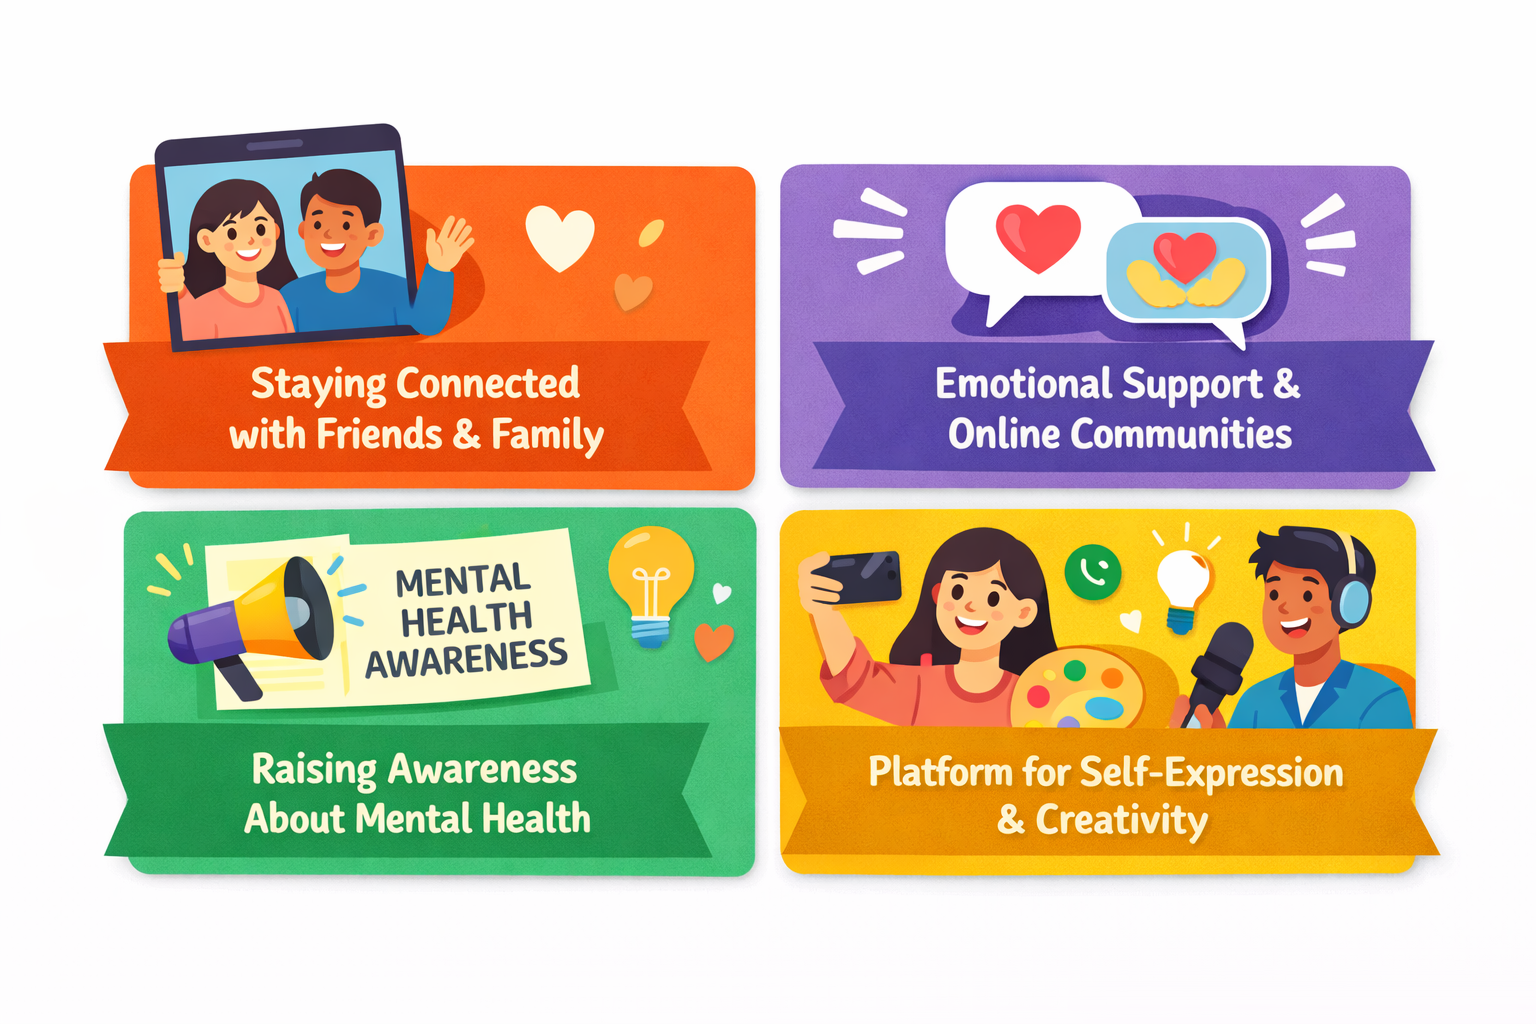 Staying Connected
with Friends & Family
Emotional Support &
Online Communities
MENTAL
HEALTH
AWARENESS
Raising Awareness
About Mental Health
Platform for Self-Expression
& Creativity